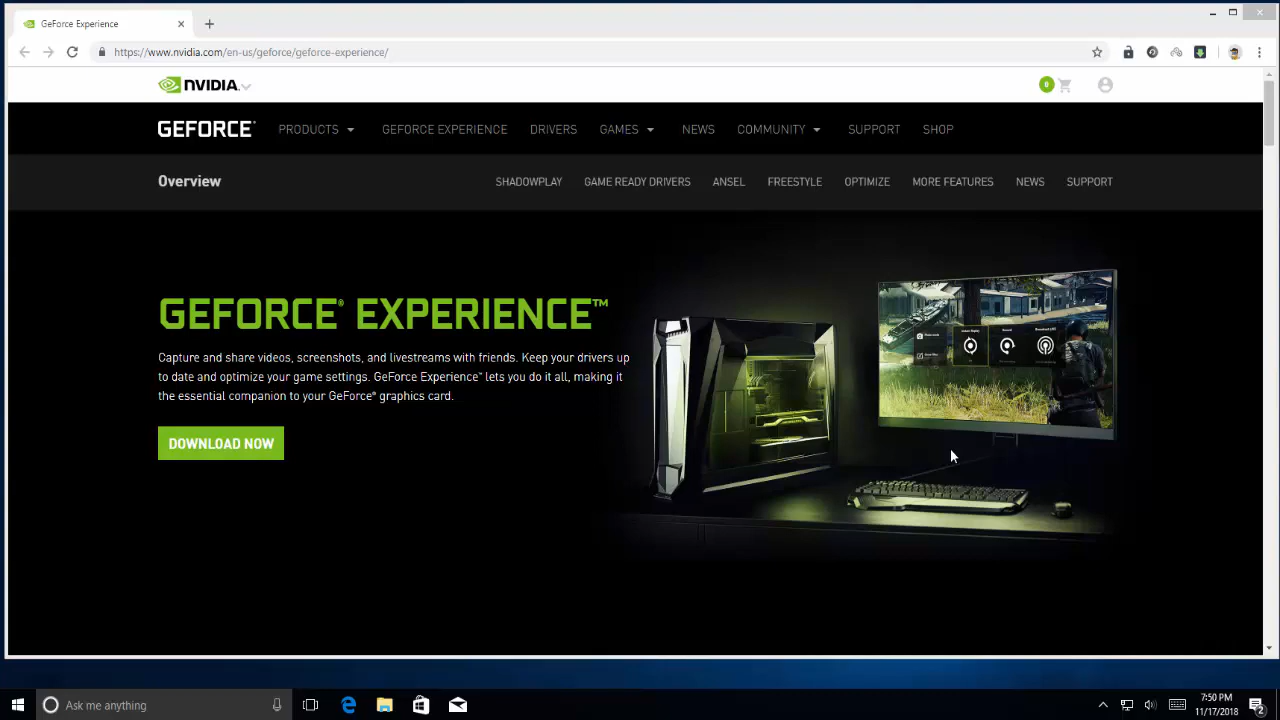 GeForce Experience
https://www.nvidia.com/en-us/geforce/geforce-experience/
NVIDIA.
0
GEFORCE
PRODUCTS
GEFORCE EXPERIENCE
DRIVERS
GAMES
NEWS
COMMUNITY
SUPPORT
SHOP
Overview
SHADOWPLAY
GAME READY DRIVERS
ANSEL
FREESTYLE
OPTIMIZE
MORE FEATURES
NEWS
SUPPORT
GEFORCE® EXPERIENCE™
Capture and share videos, screenshots, and livestreams with friends. Keep your drivers up
to date and optimize your game settings. GeForce Experience™ lets you do it all, making it
the essential companion to your GeForce® graphics card.
DOWNLOAD NOW
Ask me anything
7:50 PM
11/17/2018
2